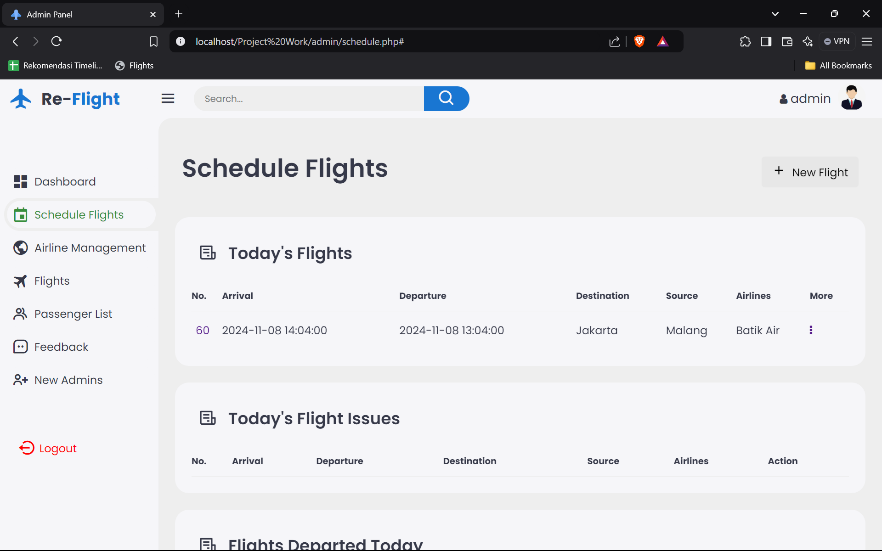 Admin Panel
localhost/Project%20Work/admin/schedule.php#
VPN
Rekomendasi Timeli...
Flights
All Bookmarks
Re-Flight
Search...
admin
Dashboard
Schedule Flights
Airline Management
Flights
Passenger List
Feedback
New Admins
Logout
Schedule Flights
+ New Flight
Today's Flights
No. Arrival Departure Destination Source Airlines More
60 2024-11-08 14:04:00 2024-11-08 13:04:00 Jakarta Malang Batik Air
Today's Flight Issues
No. Arrival Departure Destination Source Airlines Action
Flights Departed Today